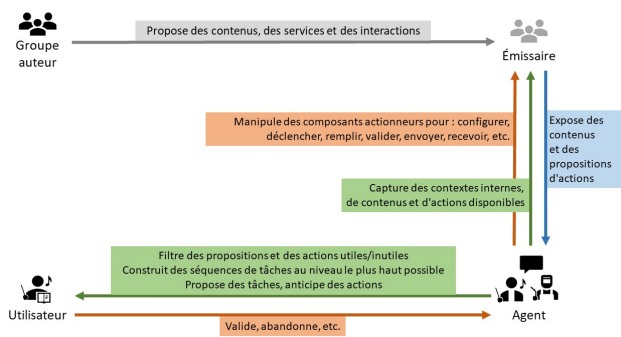 Propose des contenus, des services et des interactions
Groupe
auteur
Émissaire
Manipule des composants actionneurs pour : configurer,
déclencher, remplir, valider, envoyer, recevoir, etc.
Expose des
contenus
et des
propositions
d'actions
Capture des contextes internes,
de contenus et d'actions disponibles
Filtre des propositions et des actions utiles/inutiles
Construit des séquences de tâches au niveau le plus haut possible
Propose des tâches, anticipe des actions
Utilisateur
Agent
Valide, abandonne, etc.